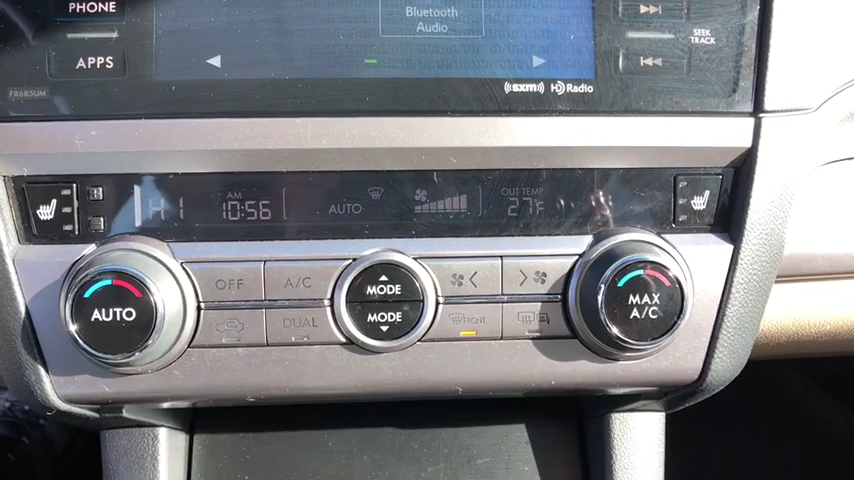 PHONE
Bluetooth
Audio
SEEK
TRACK
APPS
F8685UM
((sxm)) HD Radio
HI
AM
10:56
AUTO
OUT TEMP
27°F
AUTO
OFF
A/C
MODE
MODE
DUAL
FRONT
MAX
A/C